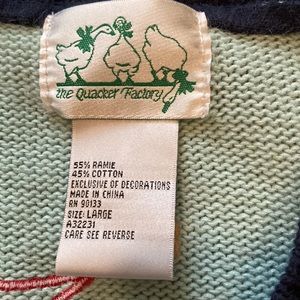 the Quacker Factory
55% RAMIE
45% COTTON
EXCLUSIVE OF DECORATIONS
MADE IN CHINA
RN 90133
SIZE: LARGE
A32231
CARE SEE REVERSE